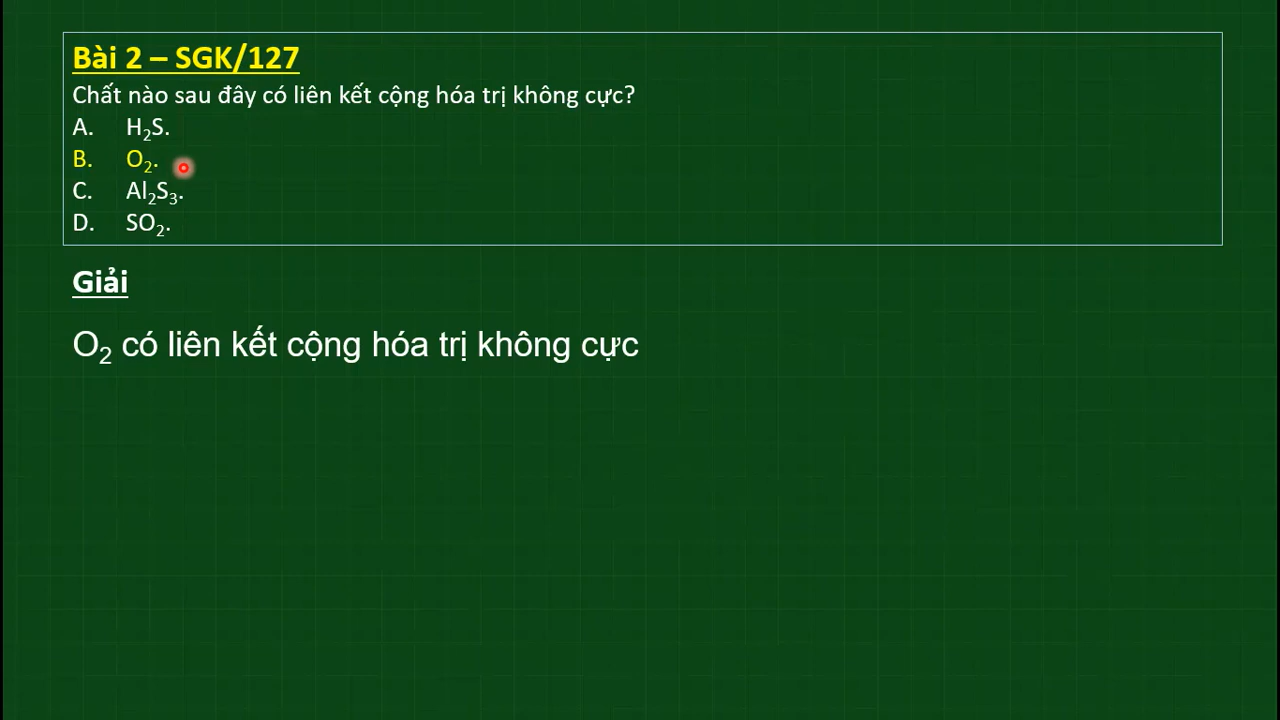 Bài 2 – SGK/127
Chất nào sau đây có liên kết cộng hóa trị không cực?
A. H₂S.
B. O₂.
C. Al₂S₃.
D. SO₂.
Giải
O₂ có liên kết cộng hóa trị không cực